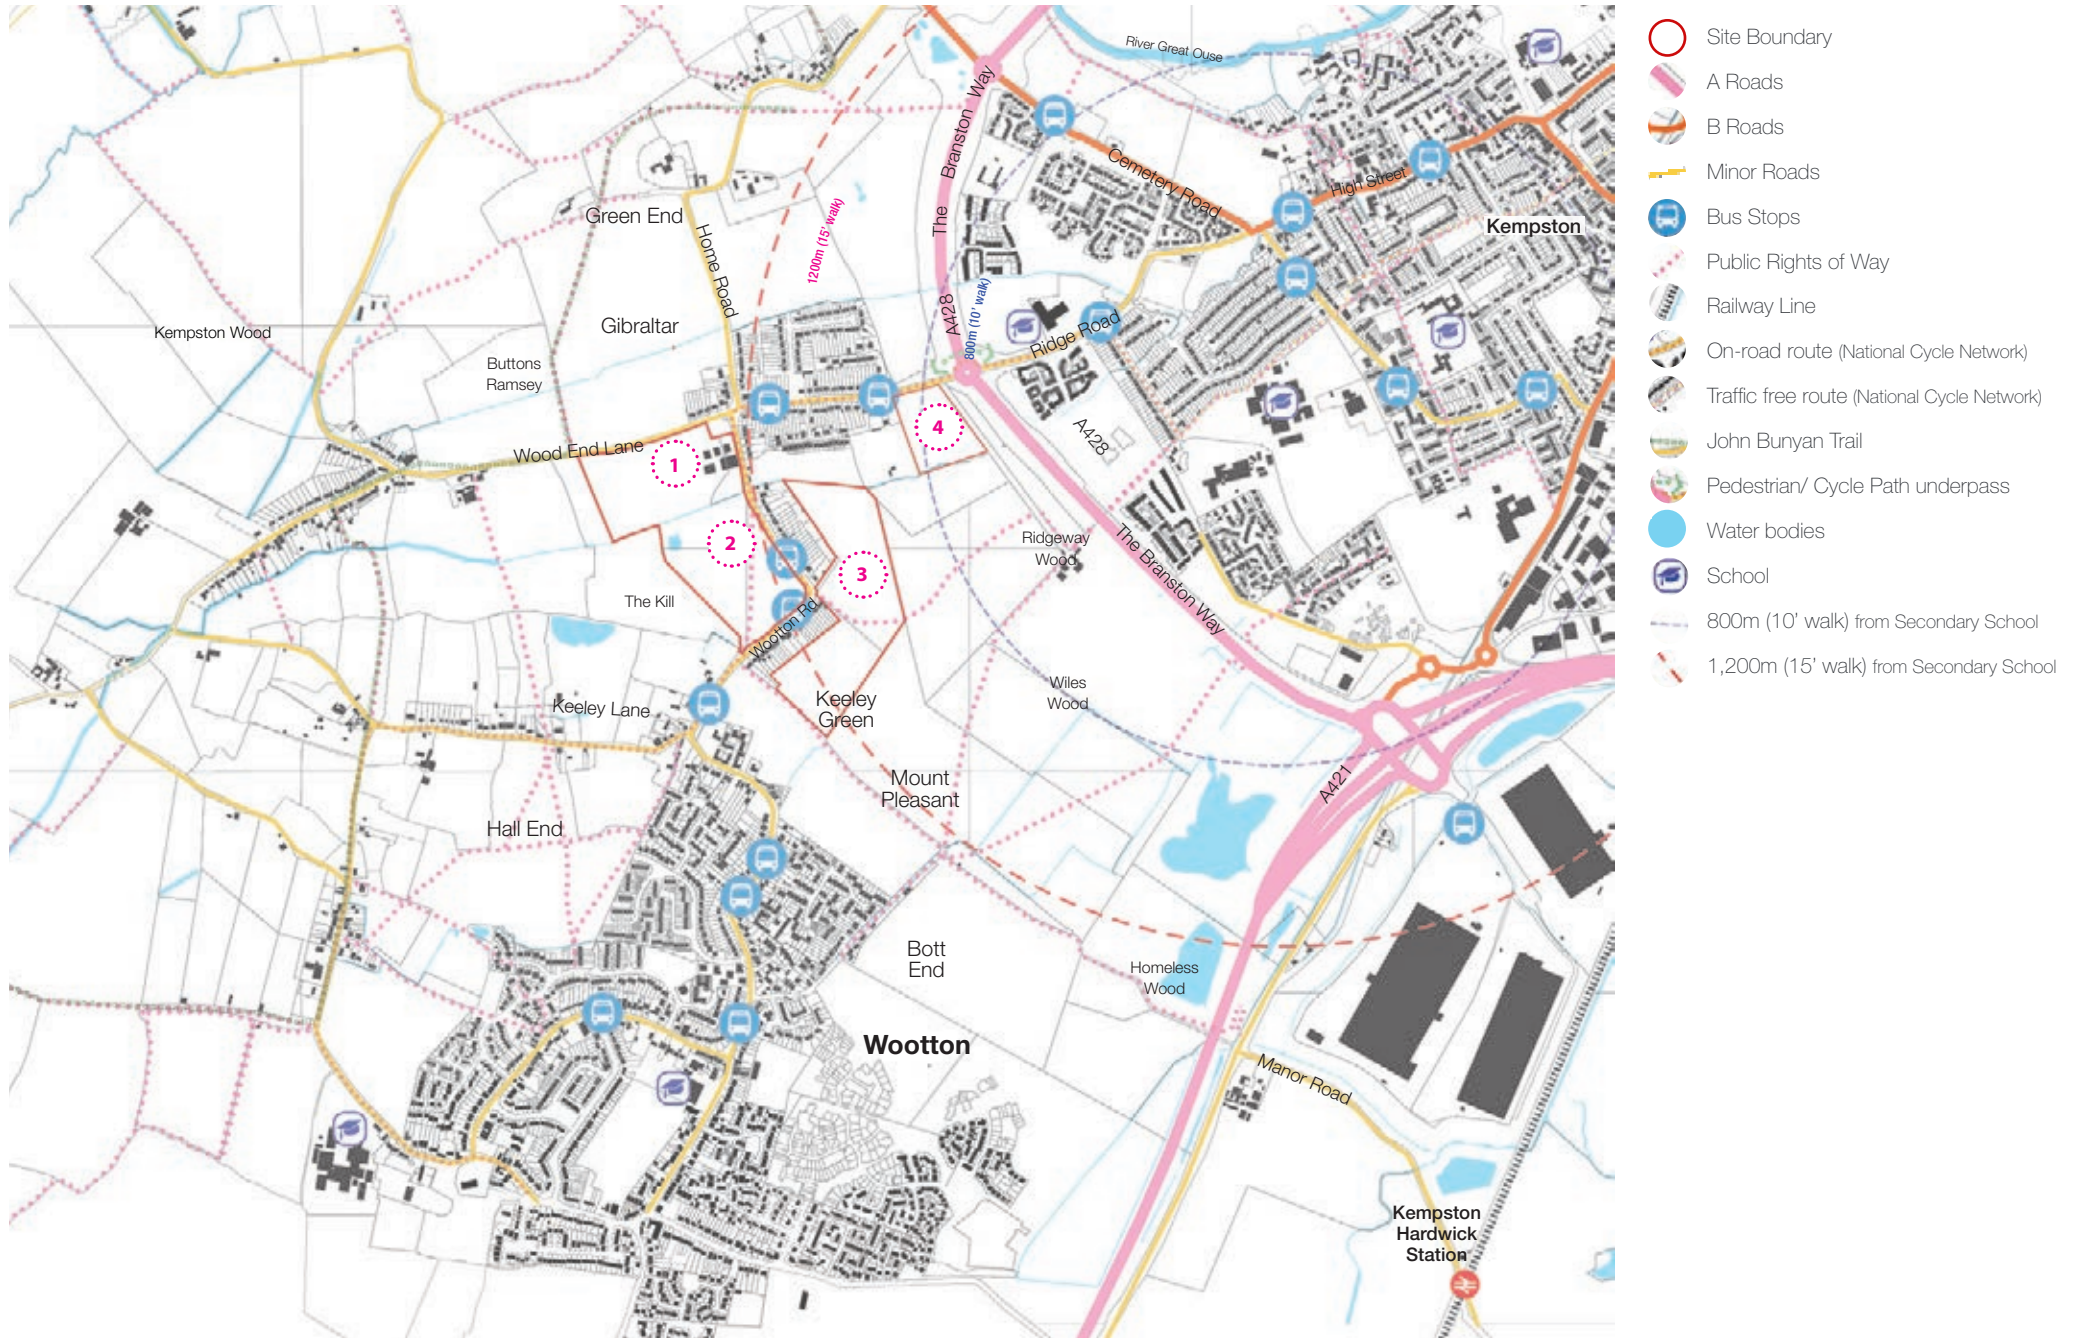 River Great Ouse
The Branston Way
Cemetery Road
High Street
Kempston
Green End
Home Road
1200m (15' walk)
Gibraltar
Kempston Wood
Buttons
Ramsey
A428
800m (10' walk)
Ridge Road
A428
Wood End Lane
1
4
2
3
The Kill
Wootton Rd
Ridgeway
Wood
The Branston Way
Keeley
Green
Wiles
Wood
Keeley Lane
Mount
Pleasant
A421
Hall End
Bott
End
Homeless
Wood
Wootton
Manor Road
Kempston
Hardwick
Station
Site Boundary
A Roads
B Roads
Minor Roads
Bus Stops
Public Rights of Way
Railway Line
On-road route (National Cycle Network)
Traffic free route (National Cycle Network)
John Bunyan Trail
Pedestrian/ Cycle Path underpass
Water bodies
School
800m (10' walk) from Secondary School
1,200m (15' walk) from Secondary School